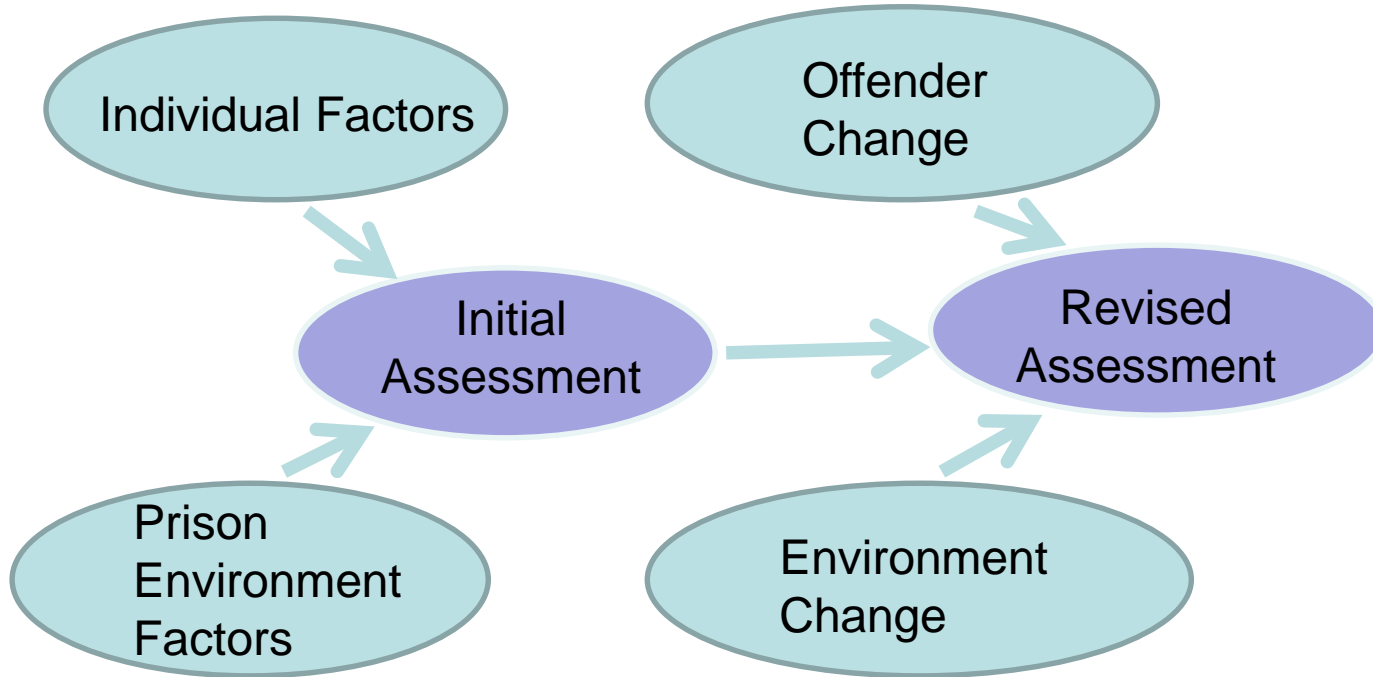 Individual Factors
Offender
Change
Initial
Assessment
Revised
Assessment
Prison
Environment
Factors
Environment
Change